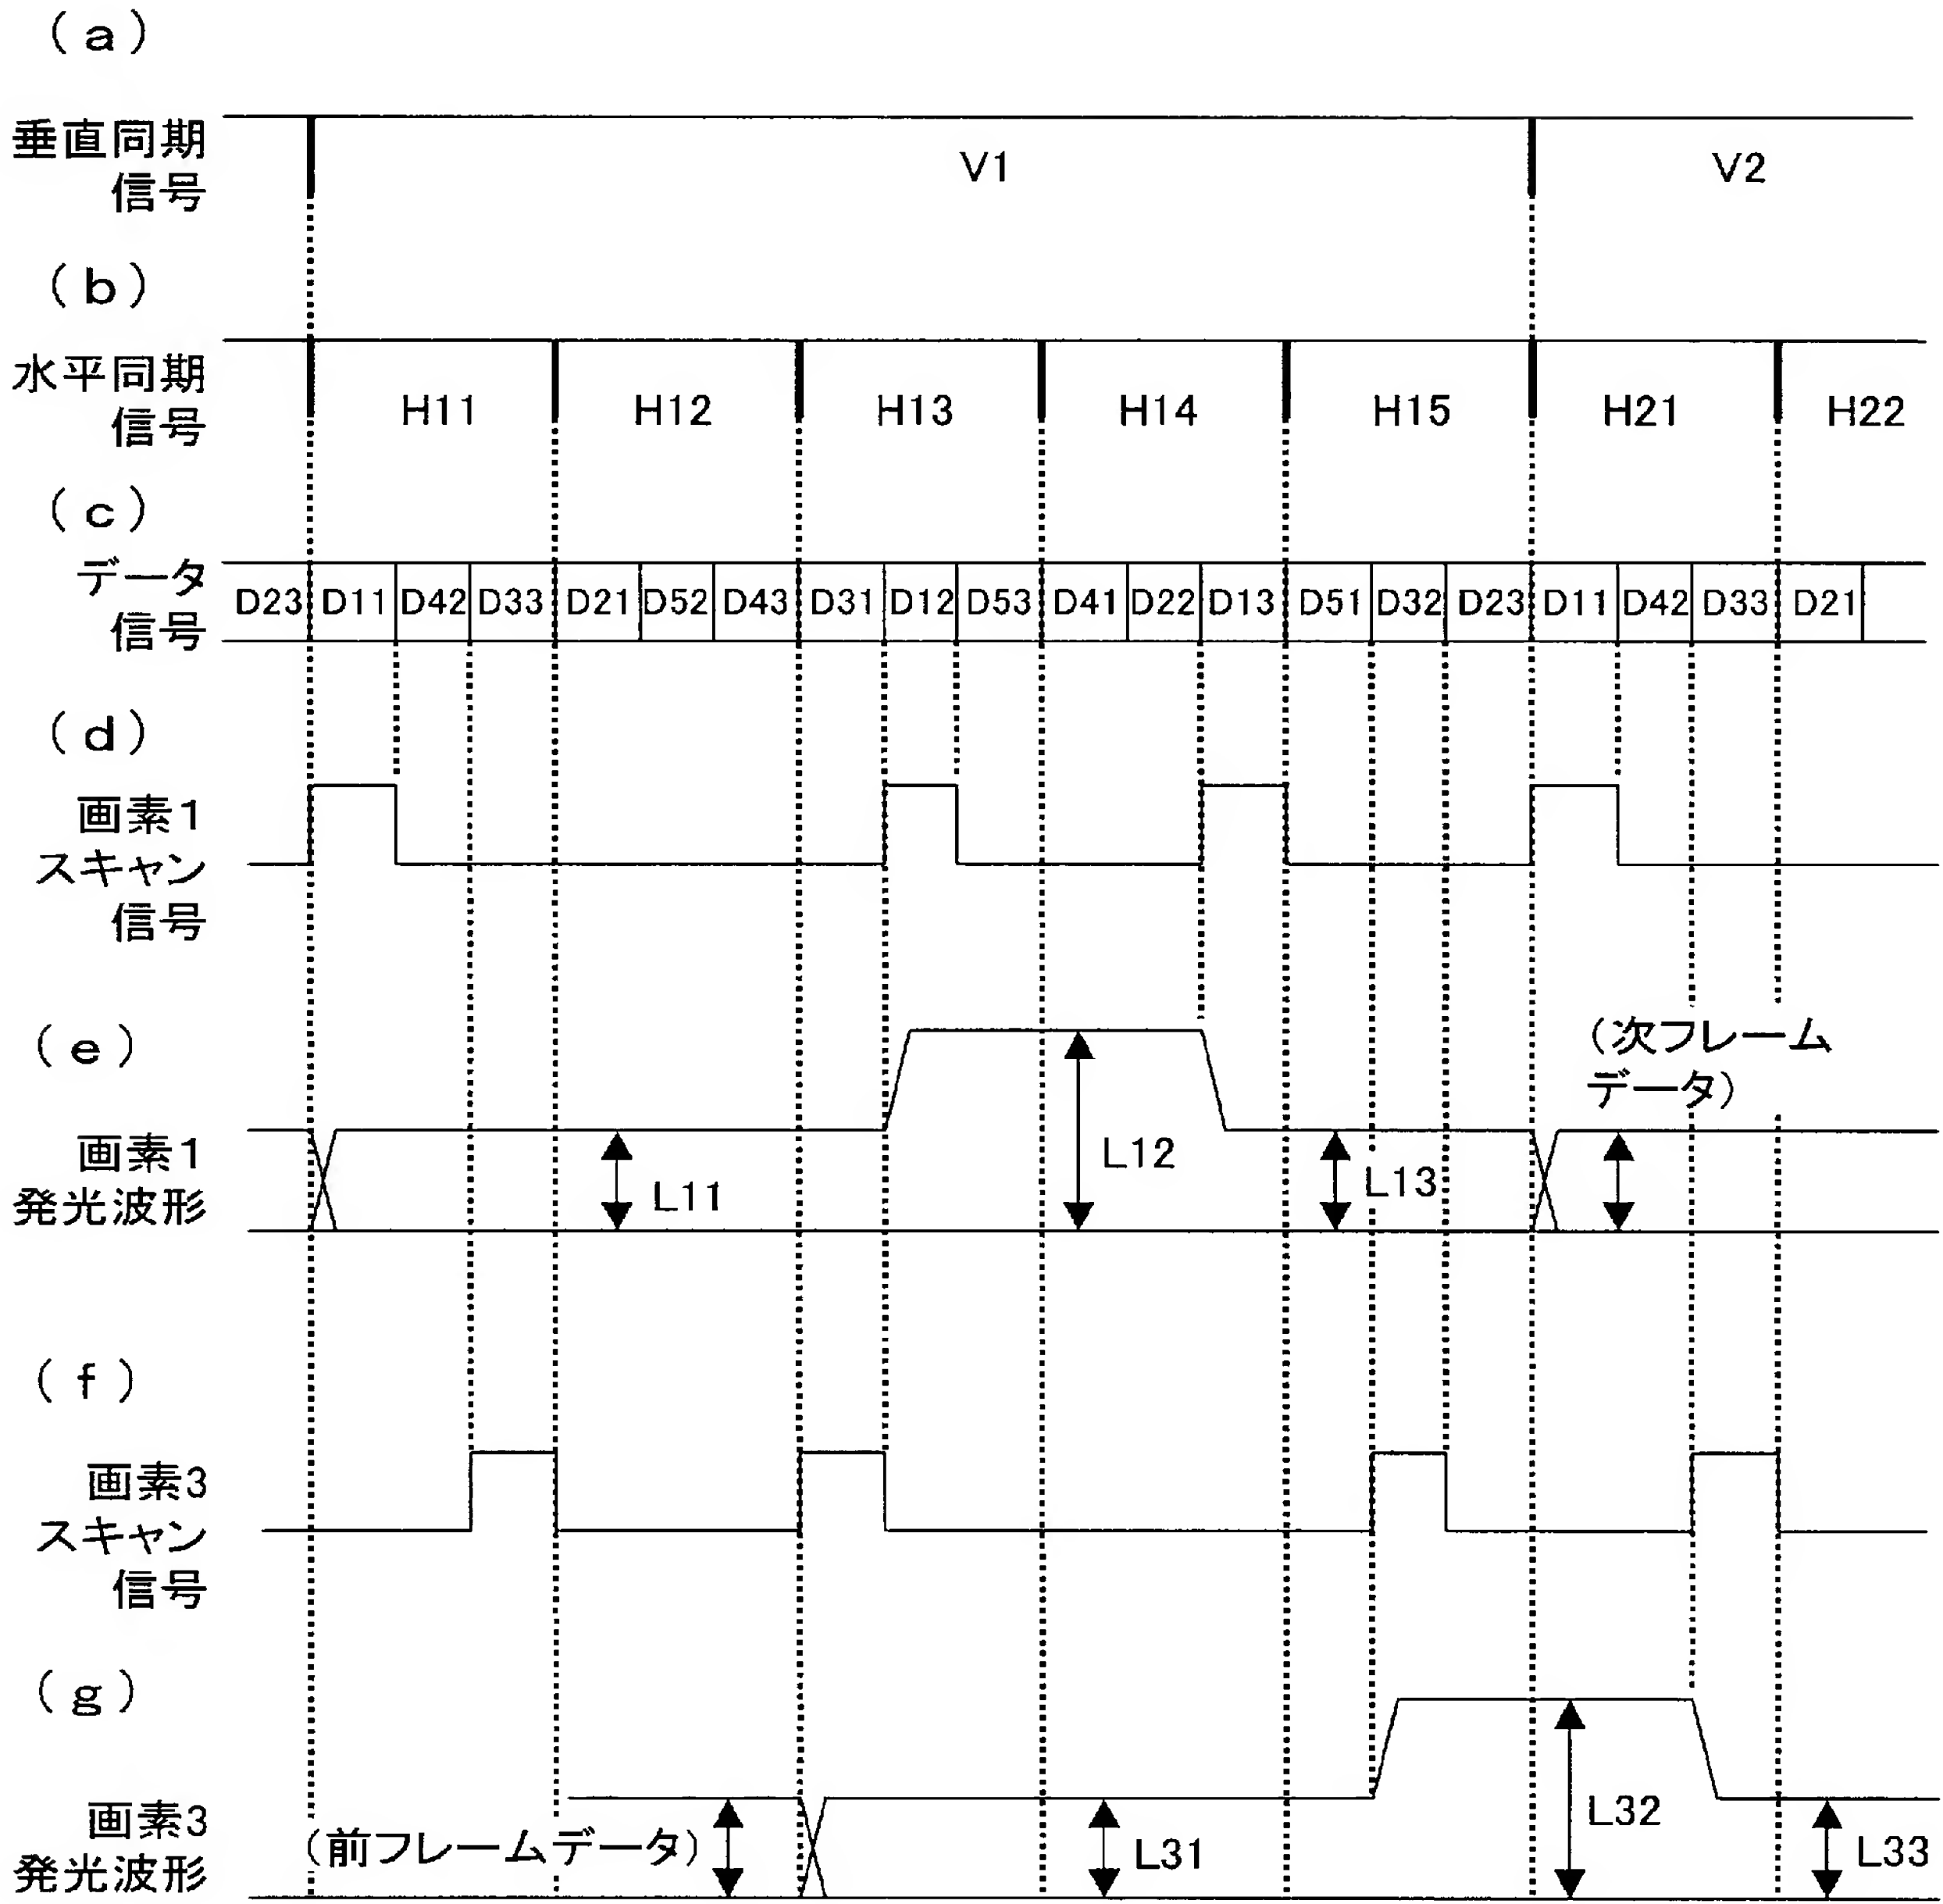 (a)
垂直同期
信号
V1
V2
(b)
水平同期
信号
H11
H12
H13
H14
H15
H21
H22
(c)
データ
信号
D23 D11 D42 D33 D21 D52 D43 D31 D12 D53 D41 D22 D13 D51 D32 D23 D11 D42 D33 D21
(d)
画素1
スキャン
信号
(e)
(次フレーム
データ)
画素1
発光波形
L11
L12
L13
(f)
画素3
スキャン
信号
(g)
画素3
発光波形
(前フレームデータ)
L31
L32
L33